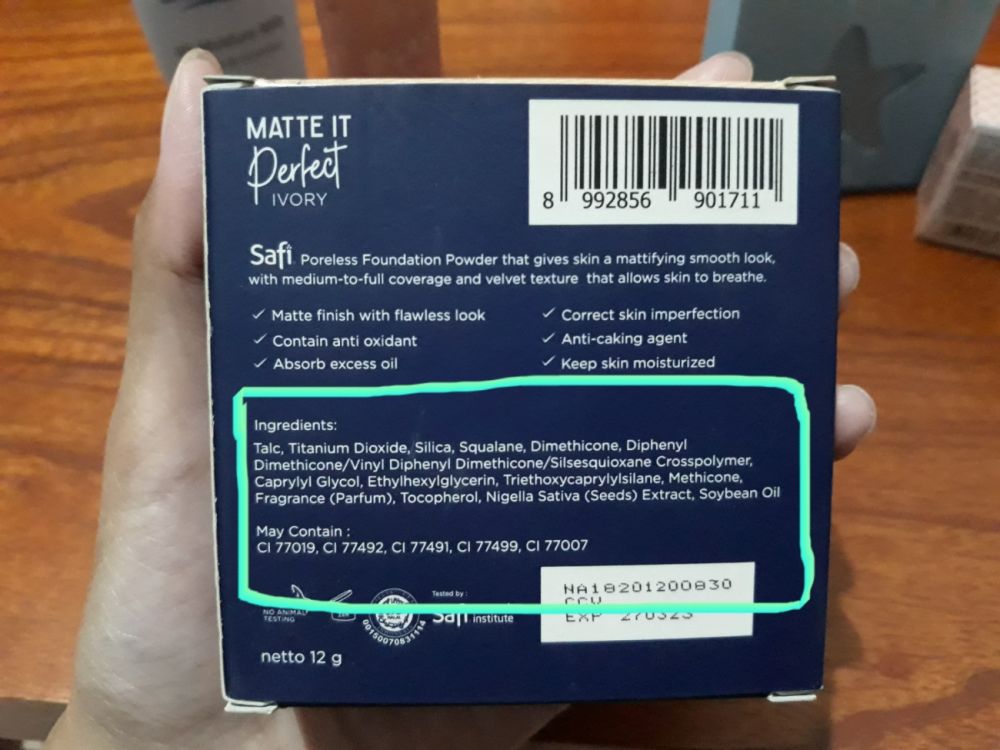 MATTE IT
Perfect
IVORY
8 992856 901711
Safi Poreless Foundation Powder that gives skin a mattifying smooth look,
with medium-to-full coverage and velvet texture that allows skin to breathe.
✓ Matte finish with flawless look
✓ Contain anti oxidant
✓ Absorb excess oil
✓ Correct skin imperfection
✓ Anti-caking agent
✓ Keep skin moisturized
Ingredients:
Talc, Titanium Dioxide, Silica, Squalane, Dimethicone, Diphenyl
Dimethicone/Vinyl Diphenyl Dimethicone/Silsesquioxane Crosspolymer,
Caprylyl Glycol, Ethylhexylglycerin, Triethoxycaprylylsilane, Methicone,
Fragrance (Parfum), Tocopherol, Nigella Sativa (Seeds) Extract, Soybean Oil
May Contain :
CI 77019, CI 77492, CI 77491, CI 77499, CI 77007
NO ANIMAL
TESTING
00150070831114
Tested by :
Safi institute
NA18201200830
EXP 270323
netto 12 g